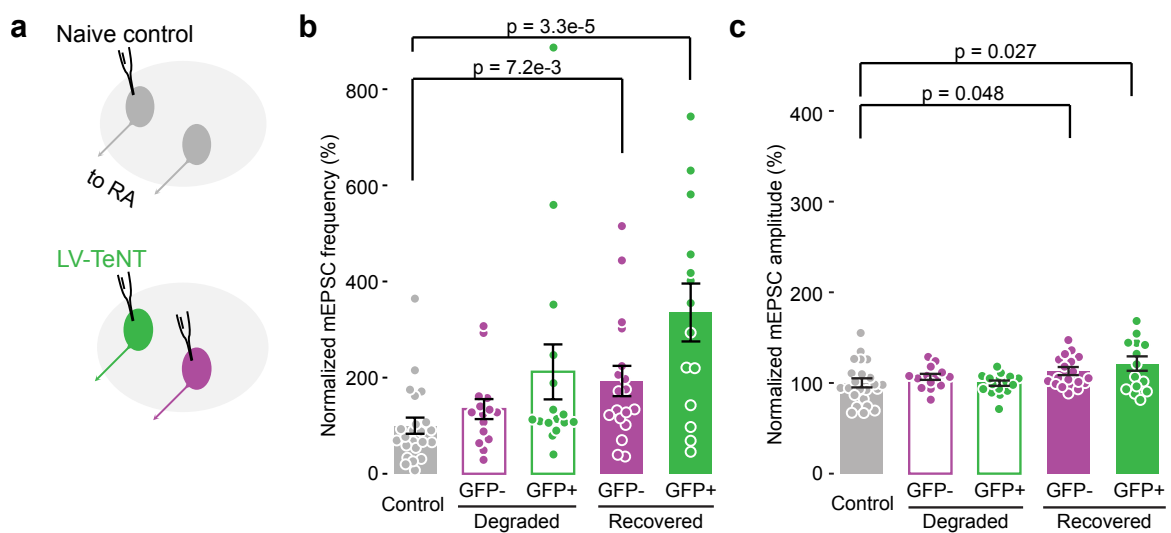 a
Naive control
to RA
LV-TeNT
b
p = 3.3e-5
p = 7.2e-3
Normalized mEPSC frequency (%)
800
600
400
200
0
Control
GFP- GFP+ GFP- GFP+
Degraded Recovered
c
p = 0.027
p = 0.048
Normalized mEPSC amplitude (%)
400
300
200
100
0
Control
GFP- GFP+ GFP- GFP+
Degraded Recovered